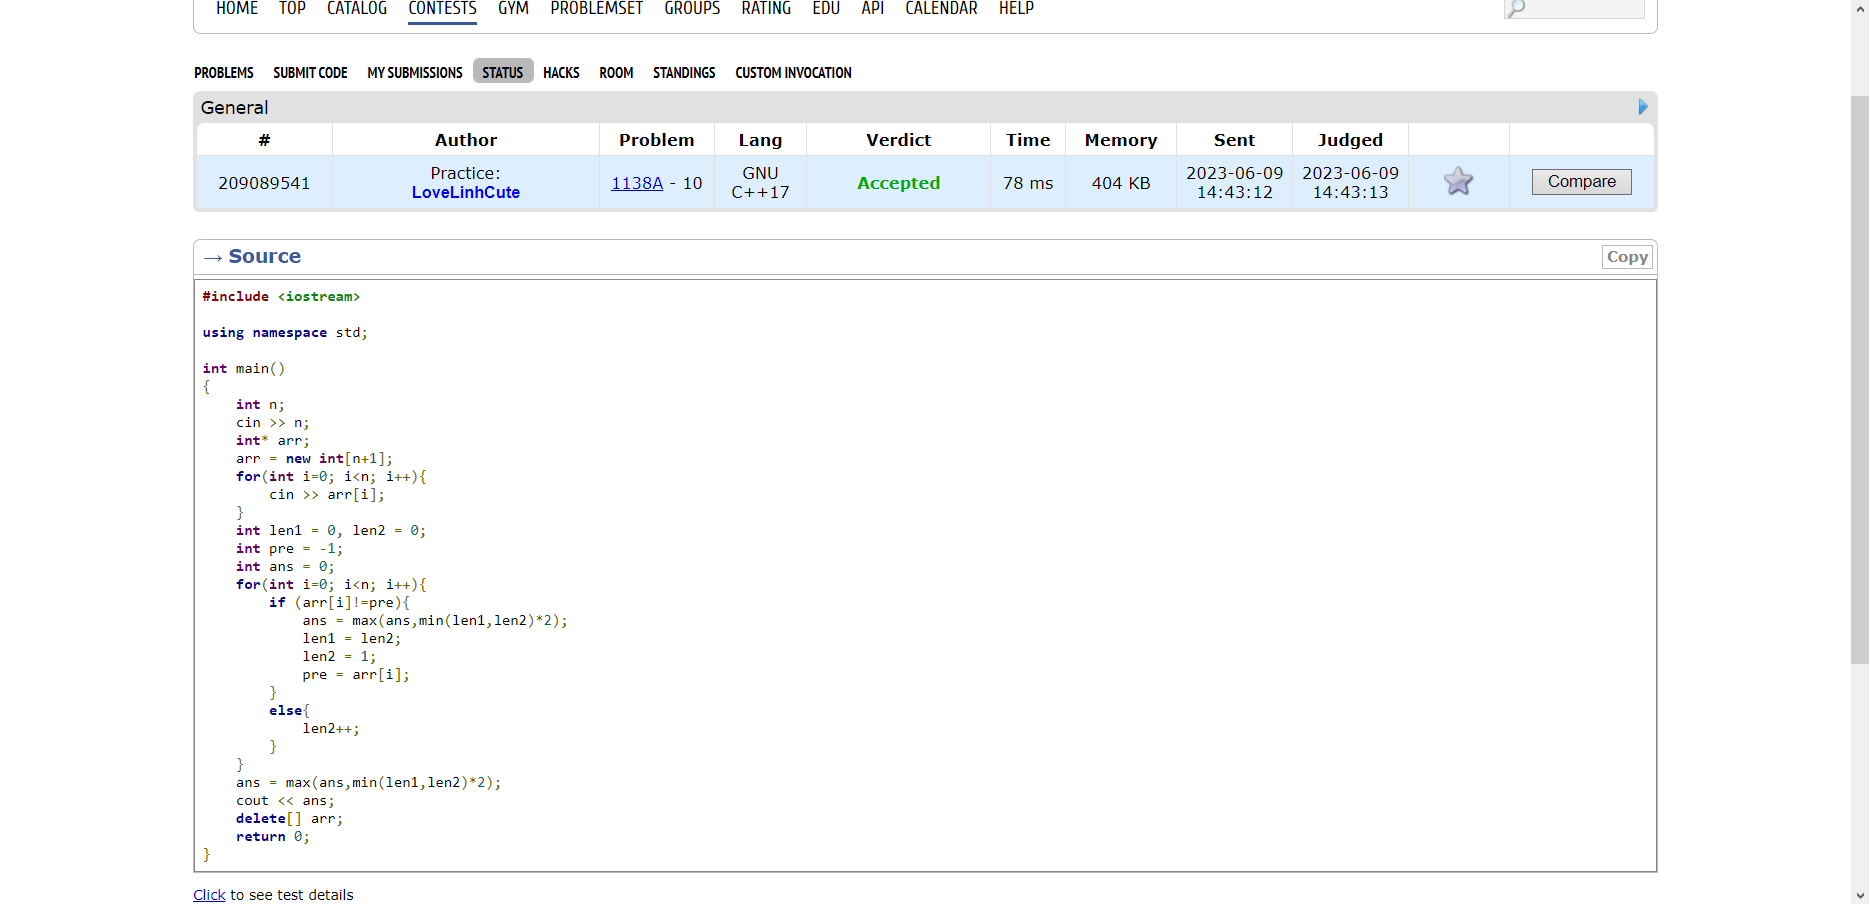 HOME TOP CATALOG CONTESTS GYM PROBLEMSET GROUPS RATING EDU API CALENDAR HELP
PROBLEMS SUBMIT CODE MY SUBMISSIONS STATUS HACKS ROOM STANDINGS CUSTOM INVOCATION
General
# Author Problem Lang Verdict Time Memory Sent Judged
209089541 Practice: LoveLinhCute 1138A - 10 GNU C++17 Accepted 78 ms 404 KB 2023-06-09 14:43:12 2023-06-09 14:43:13 Compare
→ Source Copy
#include <iostream>
using namespace std;
int main()
{
    int n;
    cin >> n;
    int* arr;
    arr = new int[n+1];
    for(int i=0; i<n; i++){
        cin >> arr[i];
    }
    int len1 = 0, len2 = 0;
    int pre = -1;
    int ans = 0;
    for(int i=0; i<n; i++){
        if (arr[i]!=pre){
            ans = max(ans,min(len1,len2)*2);
            len1 = len2;
            len2 = 1;
            pre = arr[i];
        }
        else{
            len2++;
        }
    }
    ans = max(ans,min(len1,len2)*2);
    cout << ans;
    delete[] arr;
    return 0;
}
Click to see test details